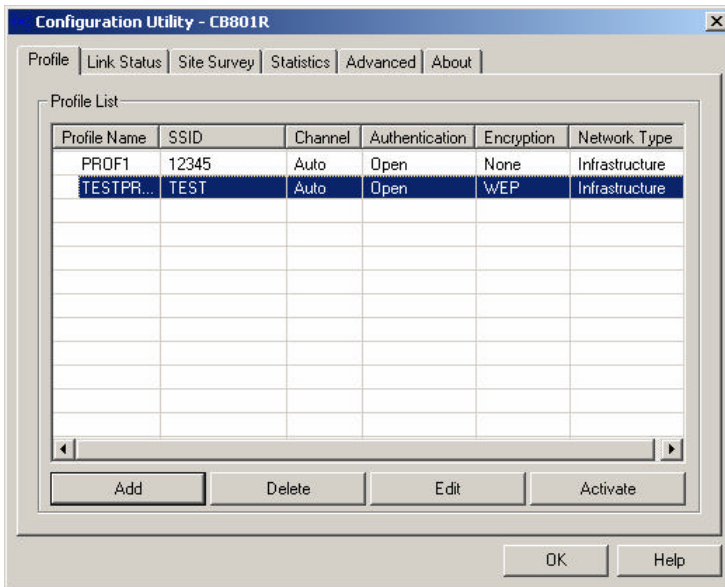 Configuration Utility - CB801R
Profile Link Status Site Survey Statistics Advanced About
Profile List
Profile Name SSID Channel Authentication Encryption Network Type
PROF1 12345 Auto Open None Infrastructure
TESTPR... TEST Auto Open WEP Infrastructure
Add Delete Edit Activate
OK Help